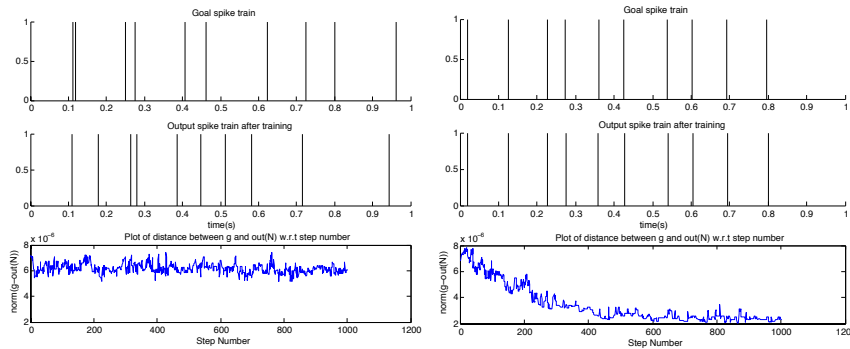 Goal spike train
1
0.5
0
0 0.1 0.2 0.3 0.4 0.5 0.6 0.7 0.8 0.9 1
Output spike train after training
1
0.5
0
0 0.1 0.2 0.3 0.4 0.5 0.6 0.7 0.8 0.9 1
time(s)
x 10⁻⁶
Plot of distance between g and out(N) w.r.t step number
8
6
4
2
norm(g−out(N))
0 200 400 600 800 1000 1200
Step Number
Goal spike train
1
0.5
0
0 0.1 0.2 0.3 0.4 0.5 0.6 0.7 0.8 0.9 1
Output spike train after training
1
0.5
0
0 0.1 0.2 0.3 0.4 0.5 0.6 0.7 0.8 0.9 1
time(s)
x 10⁻⁶
Plot of distance between g and out(N) w.r.t step number
8
6
4
2
norm(g−out(N))
0 200 400 600 800 1000 1200
Step Number